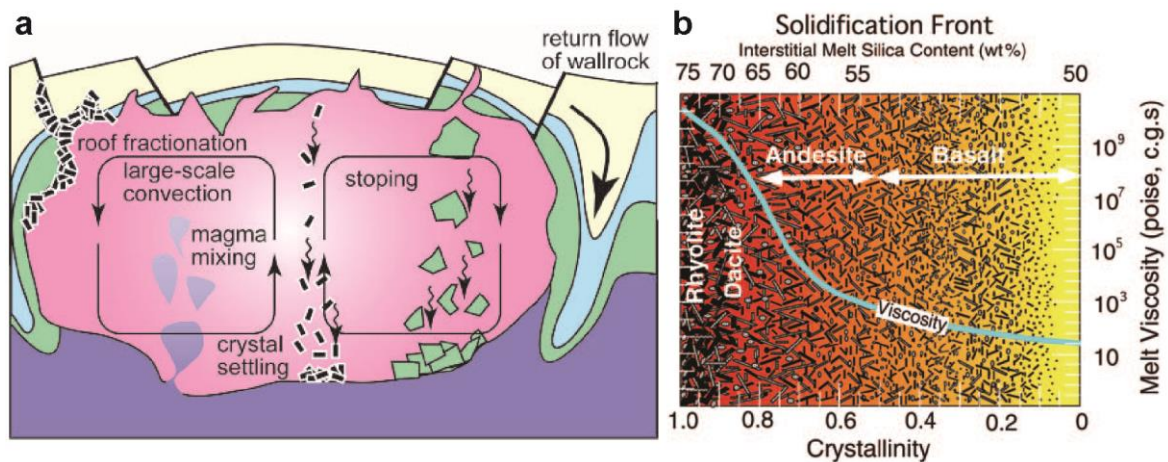 a
return flow
of wallrock
roof fractionation
large-scale
convection
stoping
magma
mixing
crystal
settling
b
Solidification Front
Interstitial Melt Silica Content (wt%)
75 70 65 60 55 50
Andesite
Basalt
Rhyolite
Dacite
Viscosity
10⁹
10⁷
10⁵
10³
10
Melt Viscosity (poise, c.g.s)
1.0 0.8 0.6 0.4 0.2 0
Crystallinity